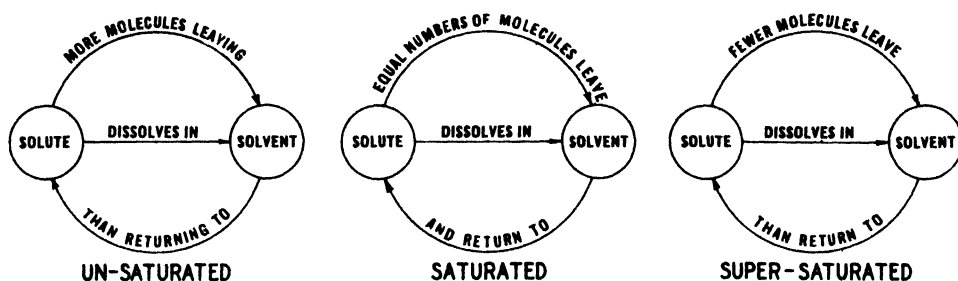 MORE MOLECULES LEAVING
SOLUTE
DISSOLVES IN
SOLVENT
THAN RETURNING TO
UN-SATURATED
EQUAL NUMBERS OF MOLECULES LEAVE
SOLUTE
DISSOLVES IN
SOLVENT
AND RETURN TO
SATURATED
FEWER MOLECULES LEAVE
SOLUTE
DISSOLVES IN
SOLVENT
THAN RETURN TO
SUPER-SATURATED